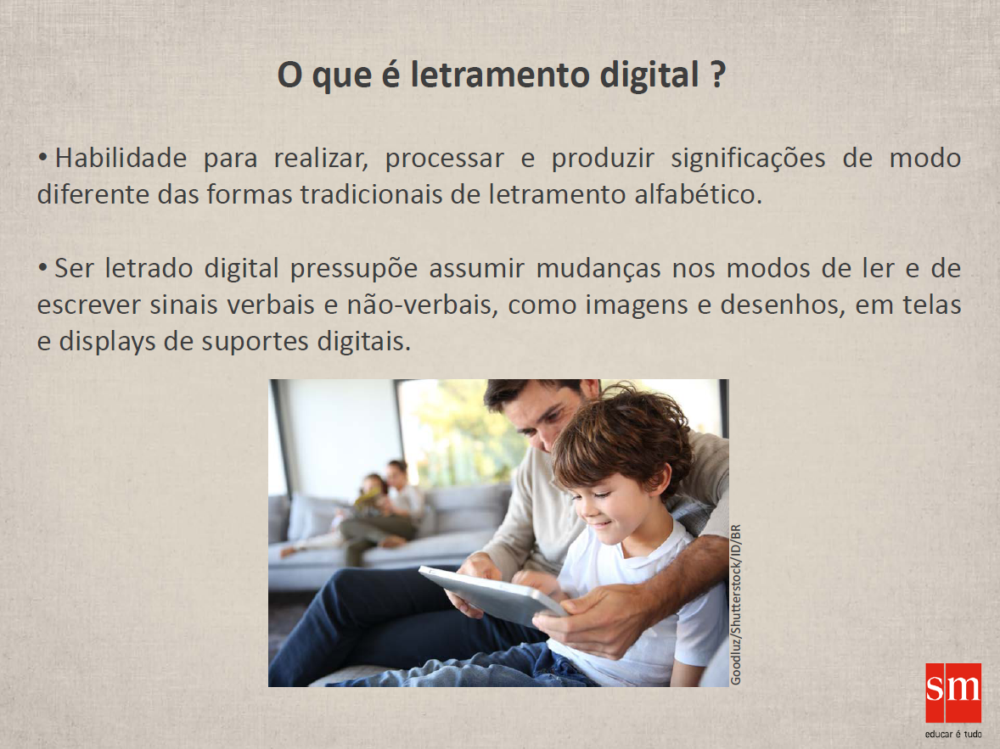 O que é letramento digital ?
• Habilidade para realizar, processar e produzir significações de modo
diferente das formas tradicionais de letramento alfabético.
• Ser letrado digital pressupõe assumir mudanças nos modos de ler e de
escrever sinais verbais e não-verbais, como imagens e desenhos, em telas
e displays de suportes digitais.
Goodluz/Shutterstock/ID/BR
sm
educar é tudo